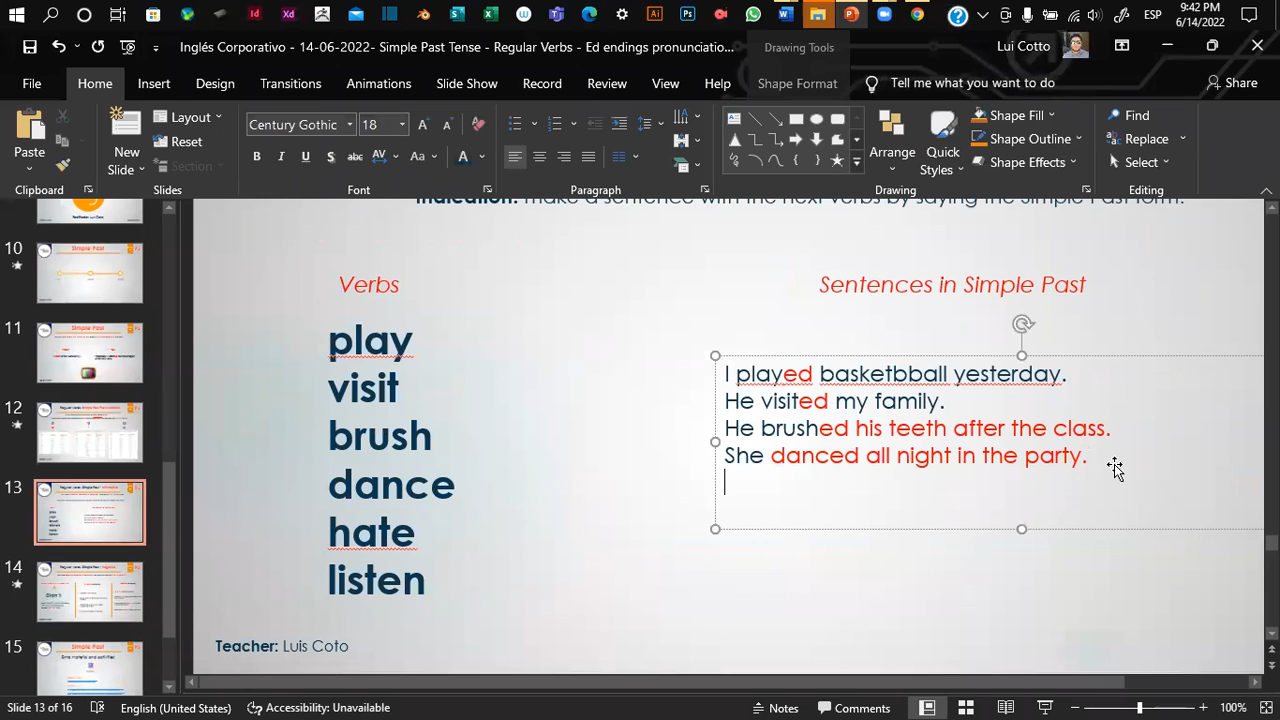 9:42 PM
ESP
6/14/2022
Inglés Corporativo - 14-06-2022- Simple Past Tense - Regular Verbs - Ed endings pronunciatio...
Drawing Tools
Lui Cotto
File
Home
Insert
Design
Transitions
Animations
Slide Show
Record
Review
View
Help
Shape Format
Tell me what you want to do
Share
Paste
New
Slide
Layout
Reset
Section
Century Gothic
18
Arrange
Quick
Styles
Shape Fill
Shape Outline
Shape Effects
Find
Replace
Select
Clipboard
Slides
Font
Paragraph
Drawing
Editing
Indication: make a sentence with the next verbs by saying the simple Past form.
Verbs
Sentences in Simple Past
play
visit
brush
dance
hate
listen
I played basketbball yesterday.
He visited my family.
He brushed his teeth after the class.
She danced all night in the party.
Teacher: Luis Coto
10
11
12
13
14
15
Simple Past
Simple Past
Simple Past
Slide 13 of 16
English (United States)
Accessibility: Unavailable
Notes
Comments
100%